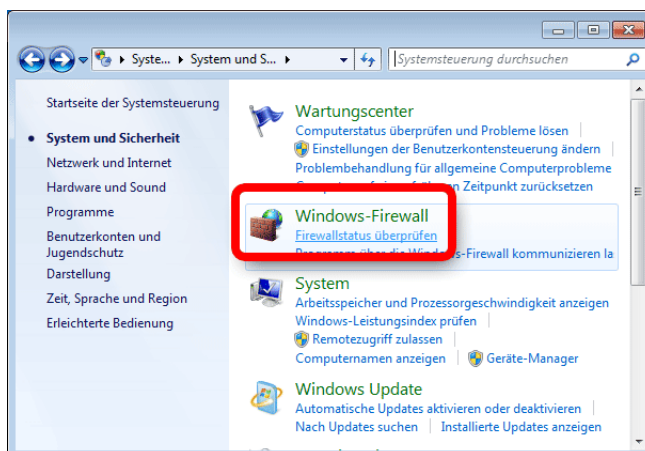 Syste... System und S...
Systemsteuerung durchsuchen
Startseite der Systemsteuerung
System und Sicherheit
Netzwerk und Internet
Hardware und Sound
Programme
Benutzerkonten und
Jugendschutz
Darstellung
Zeit, Sprache und Region
Erleichterte Bedienung
Wartungscenter
Computerstatus überprüfen und Probleme lösen
Einstellungen der Benutzerkontensteuerung ändern
Problembehandlung für allgemeine Computerprobleme
Zeitpunkt zurücksetzen
Windows-Firewall
Firewallstatus überprüfen
Programm über die Windows-Firewall kommunizieren la
System
Arbeitsspeicher und Prozessorgeschwindigkeit anzeigen
Windows-Leistungsindex prüfen
Remotezugriff zulassen
Computernamen anzeigen Geräte-Manager
Windows Update
Automatische Updates aktivieren oder deaktivieren
Nach Updates suchen Installierte Updates anzeigen